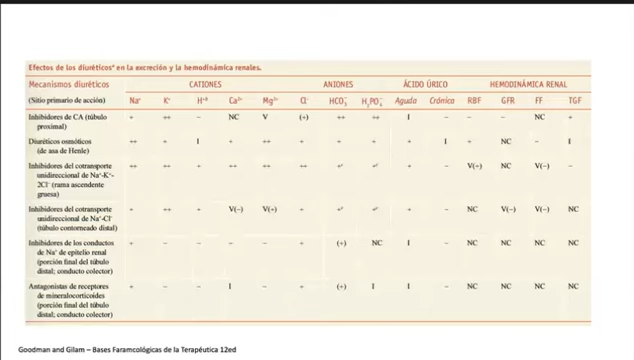 Efectos de los diuréticosª en la excreción y la hemodinámica renales.
Mecanismos diuréticos CATIONES ANIONES ÁCIDO ÚRICO HEMODINÁMICA RENAL
(Sitio primario de acción) Na⁺ K⁺ H⁺ᵇ Ca²⁺ Mg²⁺ Cl⁻ HCO₃⁻ H₂PO₄⁻ Aguda Crónica RBF GFR FF TGF
Inhibidores de CA (túbulo + ++ – NC V (+) ++ ++ I – – – NC +
proximal)
Diuréticos osmóticos ++ + I + ++ + + + + I + NC – I
(de asa de Henle)
Inhibidores del cotransporte ++ ++ + ++ ++ ++ + + + – V(+) NC V(–) –
unidireccional de Na⁺-K⁺-
2Cl⁻ (rama ascendente
gruesa)
Inhibidores del cotransporte + ++ + V(–) V(+) + + + + – NC V(–) V(–) NC
unidireccional de Na⁺-Cl⁻
(túbulo contorneado distal)
Inhibidores de los conductos + – – – – + (+) NC I – NC NC NC NC
de Na⁺ de epitelio renal
(porción final del túbulo
distal; conducto colector)
Antagonistas de receptores + – – I – + (+) I I – NC NC NC NC
de mineralocorticoides
(porción final del túbulo
distal; conducto colector)
Goodman and Gilam – Bases Faramcológicas de la Terapéutica 12ed